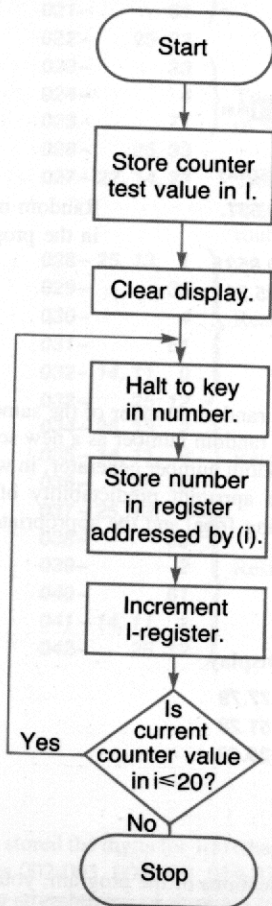 Start
Store counter
test value in I.
Clear display.
Halt to key
in number.
Store number
in register
addressed by (i).
Increment
I-register.
Is
current
counter value
in i≤20?
Yes
No
Stop